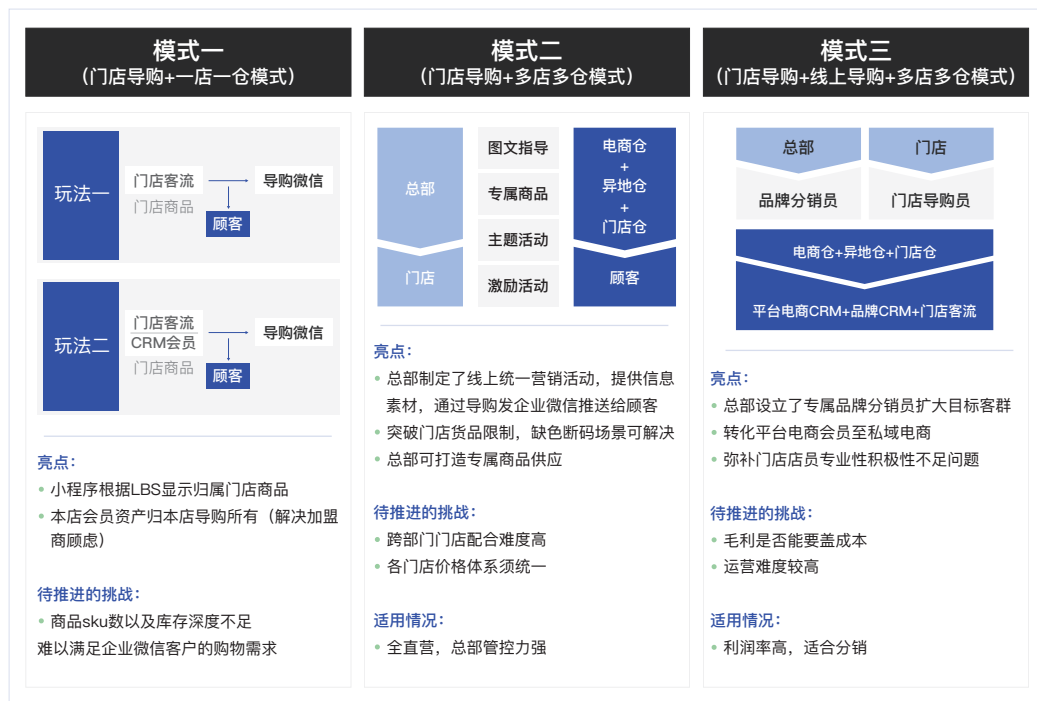 模式一
（门店导购+一店一仓模式）
玩法一
门店客流
门店商品
导购微信
顾客
玩法二
门店客流
CRM会员
门店商品
导购微信
顾客
亮点：
• 小程序根据LBS显示归属门店商品
• 本店会员资产归本店导购所有（解决加盟
商顾虑）
待推进的挑战：
• 商品sku数以及库存深度不足
难以满足企业微信客户的购物需求
模式二
（门店导购+多店多仓模式）
总部
门店
图文指导
专属商品
主题活动
激励活动
电商仓
+
异地仓
+
门店仓
顾客
亮点：
• 总部制定了线上统一营销活动，提供信息
素材，通过导购发企业微信推送给顾客
• 突破门店货品限制，缺色断码场景可解决
• 总部可打造专属商品供应
待推进的挑战：
• 跨部门门店配合难度高
• 各门店价格体系须统一
适用情况：
• 全直营，总部管控力强
模式三
（门店导购+线上导购+多店多仓模式）
总部
门店
品牌分销员
门店导购员
电商仓+异地仓+门店仓
平台电商CRM+品牌CRM+门店客流
亮点：
• 总部设立了专属品牌分销员扩大目标客群
• 转化平台电商会员至私域电商
• 弥补门店店员专业性积极性不足问题
待推进的挑战：
• 毛利是否能要盖成本
• 运营难度较高
适用情况：
• 利润率高，适合分销